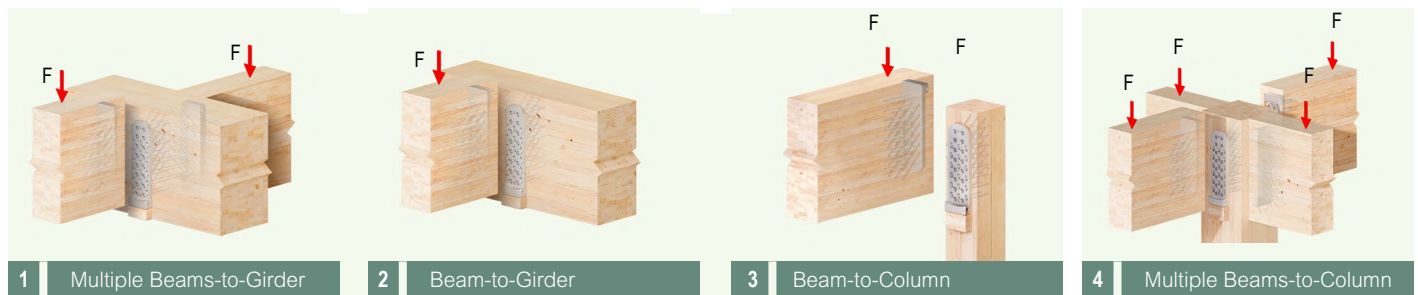 F
F
1 Multiple Beams-to-Girder
F
2 Beam-to-Girder
F
F
3 Beam-to-Column
F
F
F
F
4 Multiple Beams-to-Column